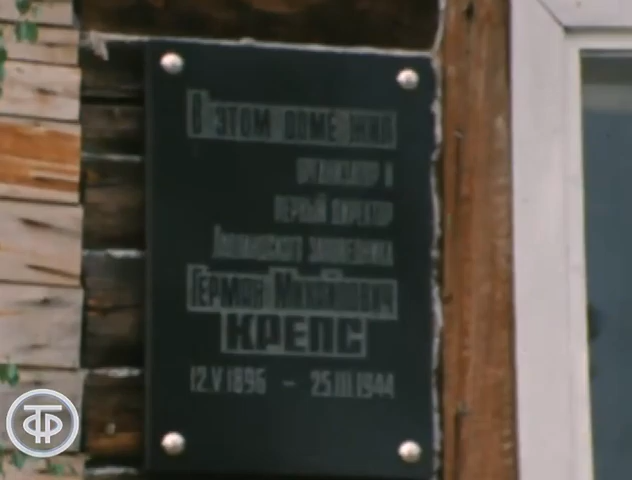 В этом доме жил
организатор и
первый директор
Лапландского заповедника
Герман Михайлович
КРЕПС
12.V 1896 – 25.III.1944